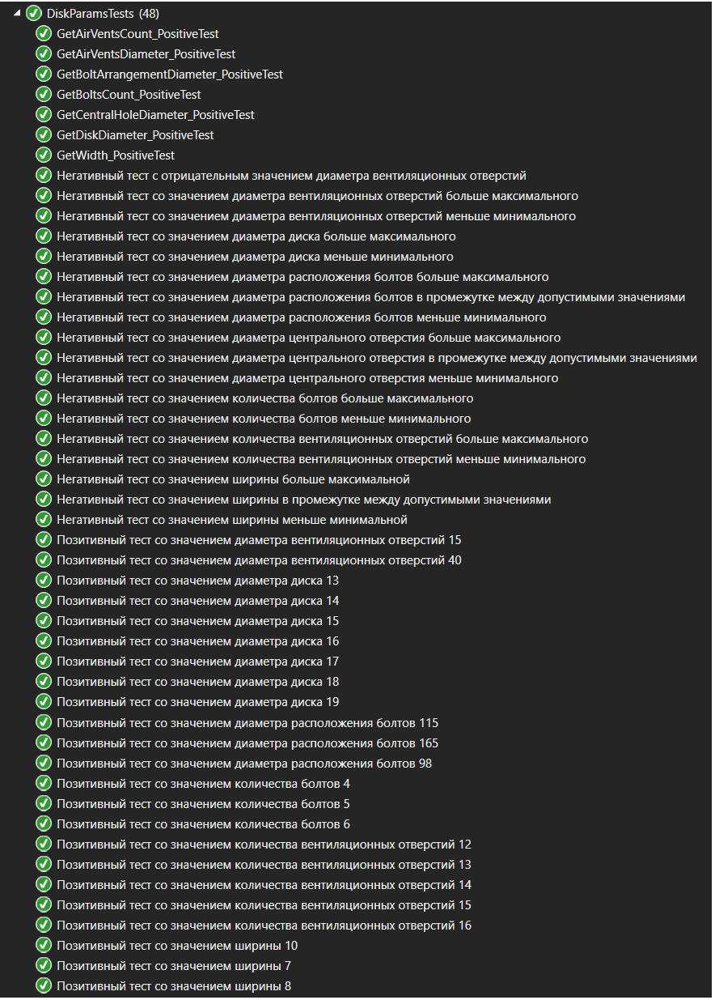 DiskParamsTests (48)
GetAirVentsCount_PositiveTest
GetAirVentsDiameter_PositiveTest
GetBoltArrangementDiameter_PositiveTest
GetBoltsCount_PositiveTest
GetCentralHoleDiameter_PositiveTest
GetDiskDiameter_PositiveTest
GetWidth_PositiveTest
Негативный тест с отрицательным значением диаметра вентиляционных отверстий
Негативный тест со значением диаметра вентиляционных отверстий больше максимального
Негативный тест со значением диаметра вентиляционных отверстий меньше минимального
Негативный тест со значением диаметра диска больше максимального
Негативный тест со значением диаметра диска меньше минимального
Негативный тест со значением диаметра расположения болтов больше максимального
Негативный тест со значением диаметра расположения болтов в промежутке между допустимыми значениями
Негативный тест со значением диаметра расположения болтов меньше минимального
Негативный тест со значением диаметра центрального отверстия больше максимального
Негативный тест со значением диаметра центрального отверстия в промежутке между допустимыми значениями
Негативный тест со значением диаметра центрального отверстия меньше минимального
Негативный тест со значением количества болтов больше максимального
Негативный тест со значением количества болтов меньше минимального
Негативный тест со значением количества вентиляционных отверстий больше максимального
Негативный тест со значением количества вентиляционных отверстий меньше минимального
Негативный тест со значением ширины больше максимальной
Негативный тест со значением ширины в промежутке между допустимыми значениями
Негативный тест со значением ширины меньше минимальной
Позитивный тест со значением диаметра вентиляционных отверстий 15
Позитивный тест со значением диаметра вентиляционных отверстий 40
Позитивный тест со значением диаметра диска 13
Позитивный тест со значением диаметра диска 14
Позитивный тест со значением диаметра диска 15
Позитивный тест со значением диаметра диска 16
Позитивный тест со значением диаметра диска 17
Позитивный тест со значением диаметра диска 18
Позитивный тест со значением диаметра диска 19
Позитивный тест со значением диаметра расположения болтов 115
Позитивный тест со значением диаметра расположения болтов 165
Позитивный тест со значением диаметра расположения болтов 98
Позитивный тест со значением количества болтов 4
Позитивный тест со значением количества болтов 5
Позитивный тест со значением количества болтов 6
Позитивный тест со значением количества вентиляционных отверстий 12
Позитивный тест со значением количества вентиляционных отверстий 13
Позитивный тест со значением количества вентиляционных отверстий 14
Позитивный тест со значением количества вентиляционных отверстий 15
Позитивный тест со значением количества вентиляционных отверстий 16
Позитивный тест со значением ширины 10
Позитивный тест со значением ширины 7
Позитивный тест со значением ширины 8